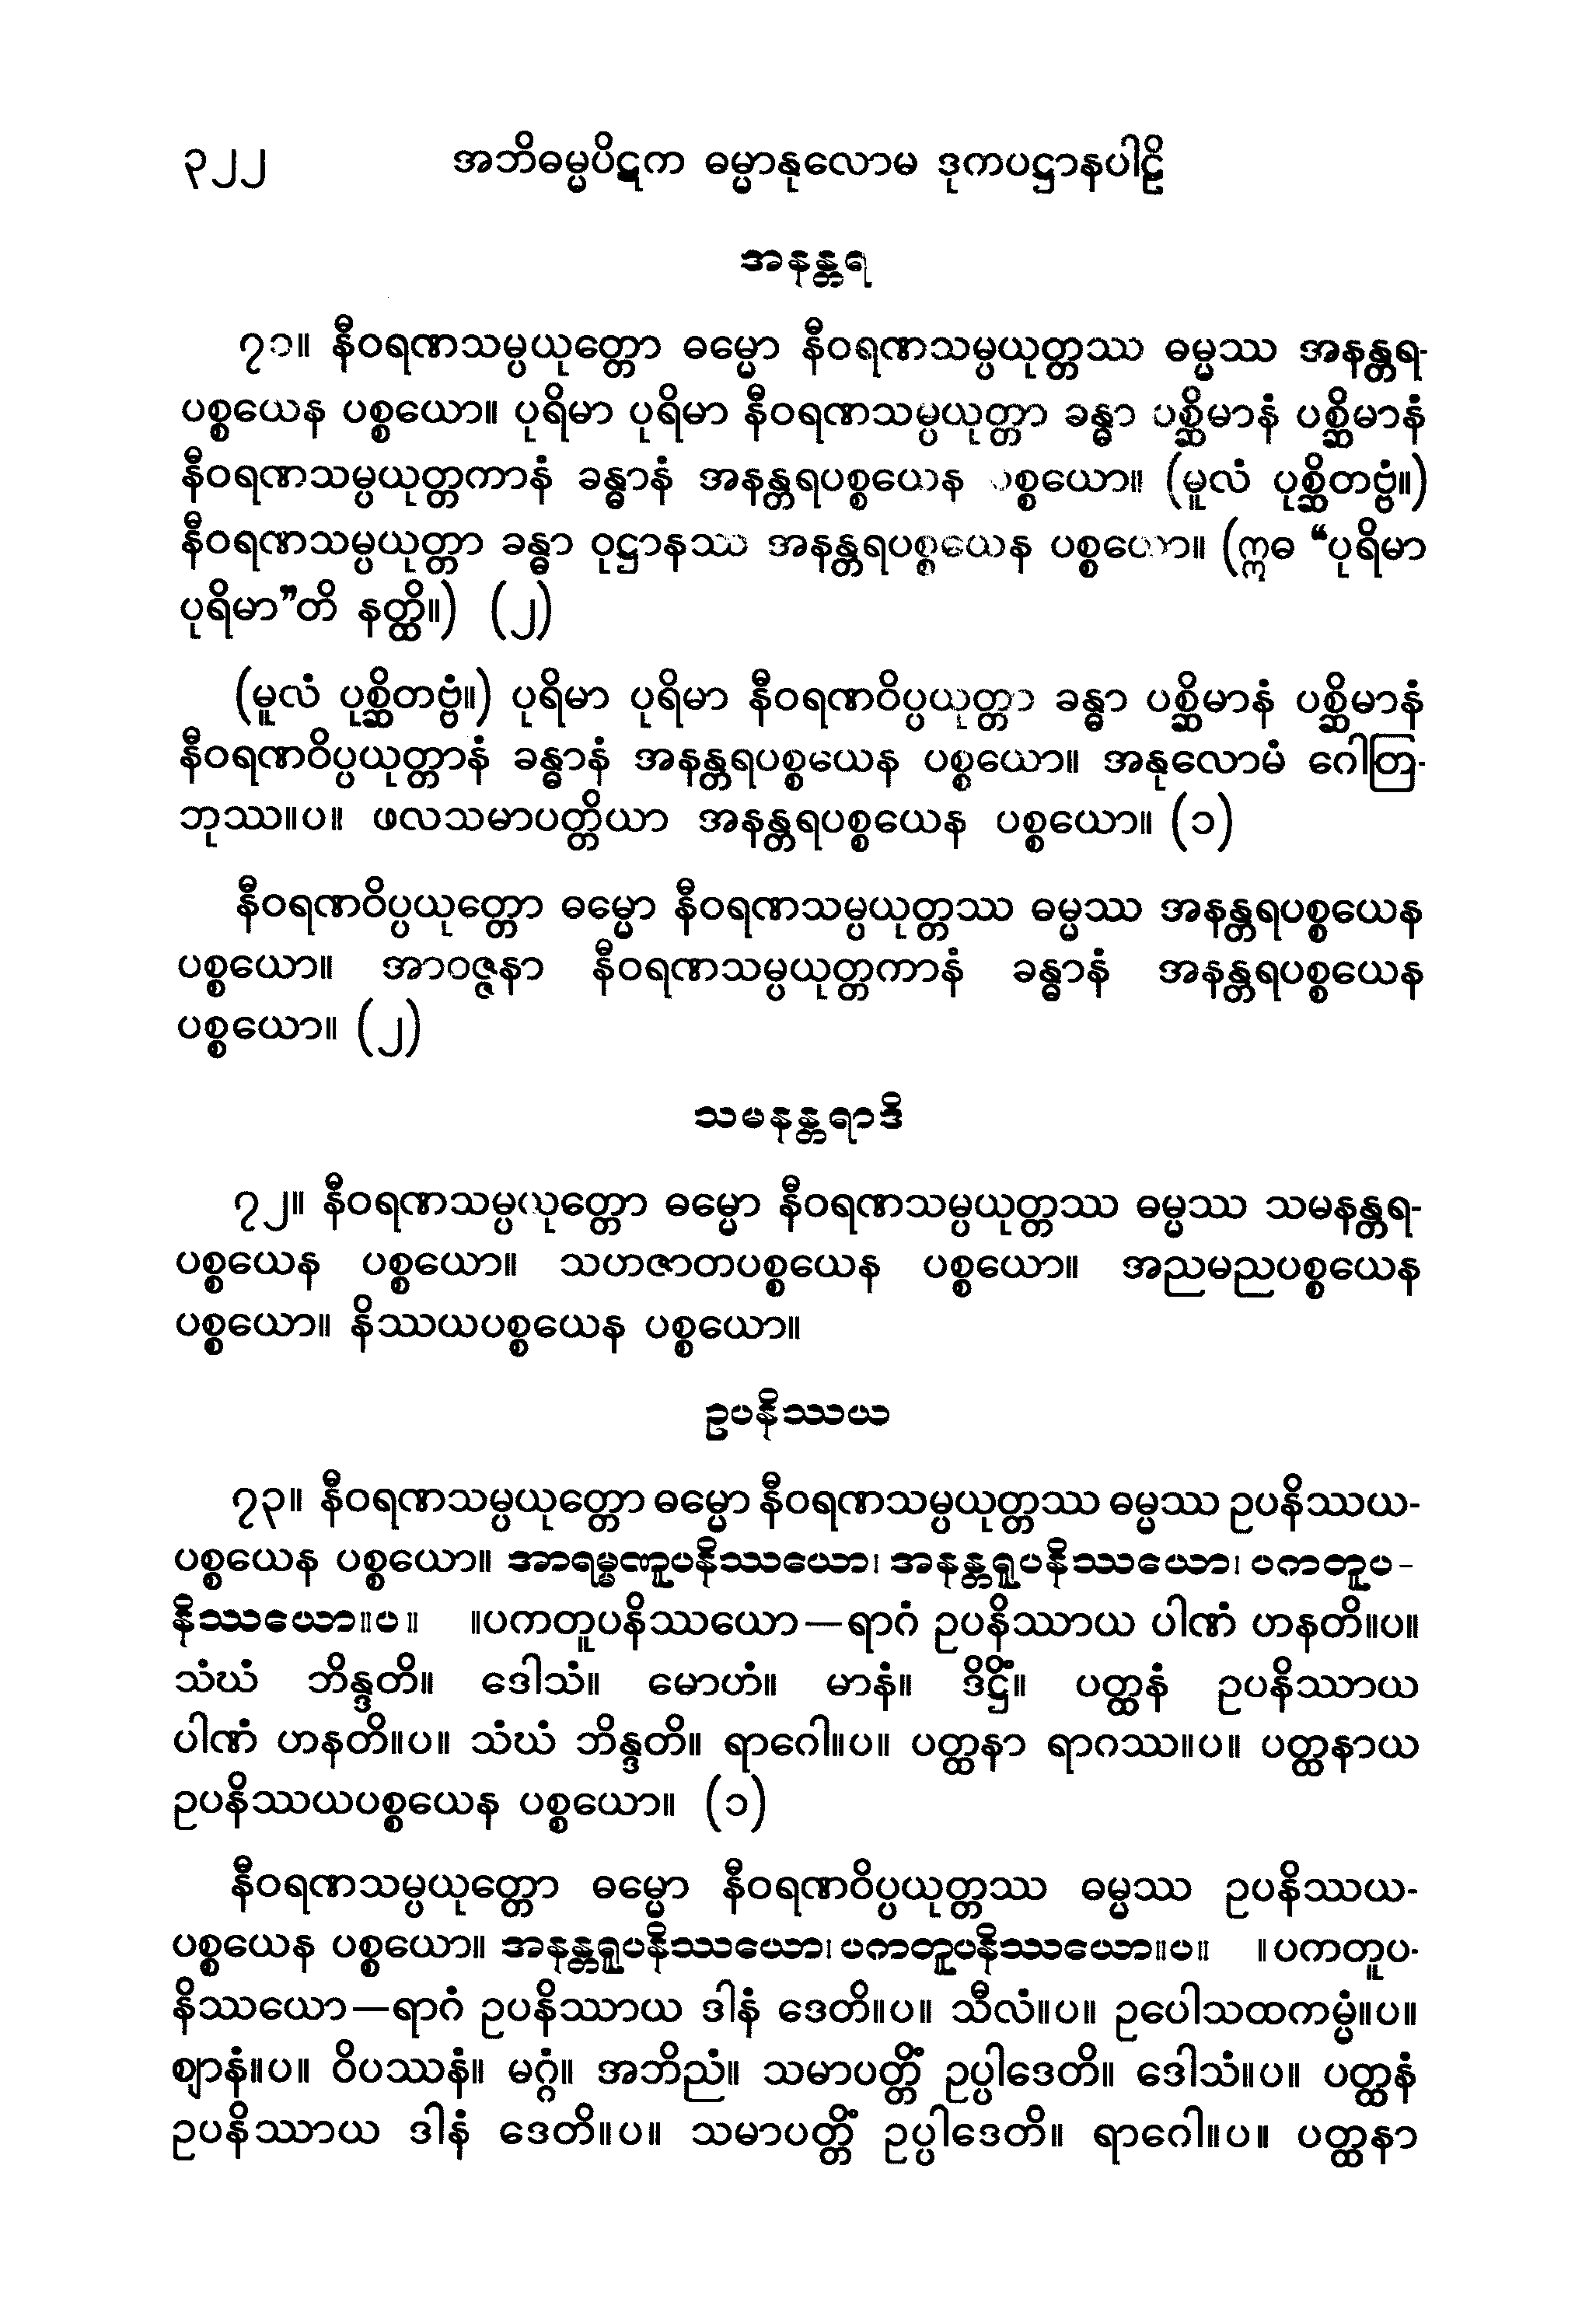 ၃၂၂ အဘိဓမ္မပိဋက ဓမ္မာနုလောမ ဒုကပဋ္ဌာနပါဠိ
အနန္တရ
၇၁။ နီဝရဏသမ္ပယုတ္တော ဓမ္မော နီဝရဏသမ္ပယုတ္တဿ ဓမ္မဿ အနန္တရ-
ပစ္စယေန ပစ္စယော။ ပုရိမာ ပုရိမာ နီဝရဏသမ္ပယုတ္တာ ခန္ဓာ ပစ္ဆိမာနံ ပစ္ဆိမာနံ
နီဝရဏသမ္ပယုတ္တကာနံ ခန္ဓာနံ အနန္တရပစ္စယေန ပစ္စယော။ (မူလံ ပုစ္ဆိတဗ္ဗံ။)
နီဝရဏသမ္ပယုတ္တာ ခန္ဓာ ဝုဋ္ဌာနဿ အနန္တရပစ္စယေန ပစ္စယော။ (ဣဓ “ပုရိမာ
ပုရိမာ”တိ နတ္ထိ။) (၂)
(မူလံ ပုစ္ဆိတဗ္ဗံ။) ပုရိမာ ပုရိမာ နီဝရဏဝိပ္ပယုတ္တာ ခန္ဓာ ပစ္ဆိမာနံ ပစ္ဆိမာနံ
နီဝရဏဝိပ္ပယုတ္တာနံ ခန္ဓာနံ အနန္တရပစ္စယေန ပစ္စယော။ အနုလောမံ ဂေါတြ-
ဘုဿ။ပ။ ဖလသမာပတ္တိယာ အနန္တရပစ္စယေန ပစ္စယော။ (၁)
နီဝရဏဝိပ္ပယုတ္တော ဓမ္မော နီဝရဏသမ္ပယုတ္တဿ ဓမ္မဿ အနန္တရပစ္စယေန
ပစ္စယော။ အာဝဇ္ဇနာ နီဝရဏသမ္ပယုတ္တကာနံ ခန္ဓာနံ အနန္တရပစ္စယေန
ပစ္စယော။ (၂)
သမနန္တရာဒိ
၇၂။ နီဝရဏသမ္ပယုတ္တော ဓမ္မော နီဝရဏသမ္ပယုတ္တဿ ဓမ္မဿ သမနန္တရ-
ပစ္စယေန ပစ္စယော။ သဟဇာတပစ္စယေန ပစ္စယော။ အညမညပစ္စယေန
ပစ္စယော။ နိဿယပစ္စယေန ပစ္စယော။
ဥပနိဿယ
၇၃။ နီဝရဏသမ္ပယုတ္တော ဓမ္မော နီဝရဏသမ္ပယုတ္တဿ ဓမ္မဿ ဥပနိဿယ-
ပစ္စယေန ပစ္စယော။ အာရမ္မဏူပနိဿယော၊ အနန္တရူပနိဿယော၊ ပကတူပ-
နိဿယော။ပ။ ။ပကတူပနိဿယော—ရာဂံ ဥပနိဿာယ ပါဏံ ဟနတိ။ပ။
သံဃံ ဘိန္ဒတိ။ ဒေါသံ။ မောဟံ။ မာနံ။ ဒိဋ္ဌိံ။ ပတ္ထနံ ဥပနိဿာယ
ပါဏံ ဟနတိ။ပ။ သံဃံ ဘိန္ဒတိ။ ရာဂေါ။ပ။ ပတ္ထနာ ရာဂဿ။ပ။ ပတ္ထနာယ
ဥပနိဿယပစ္စယေန ပစ္စယော။ (၁)
နီဝရဏသမ္ပယုတ္တော ဓမ္မော နီဝရဏဝိပ္ပယုတ္တဿ ဓမ္မဿ ဥပနိဿယ-
ပစ္စယေန ပစ္စယော။ အနန္တရူပနိဿယော၊ ပကတူပနိဿယော။ပ။ ။ပကတူပ-
နိဿယော—ရာဂံ ဥပနိဿာယ ဒါနံ ဒေတိ။ပ။ သီလံ။ပ။ ဥပေါသထကမ္မံ။ပ။
ဈာနံ။ပ။ ဝိပဿနံ။ မဂ္ဂံ။ အဘိညံ။ သမာပတ္တိံ ဥပ္ပါဒေတိ။ ဒေါသံ။ပ။ ပတ္ထနံ
ဥပနိဿာယ ဒါနံ ဒေတိ။ပ။ သမာပတ္တိံ ဥပ္ပါဒေတိ။ ရာဂေါ။ပ။ ပတ္ထနာ